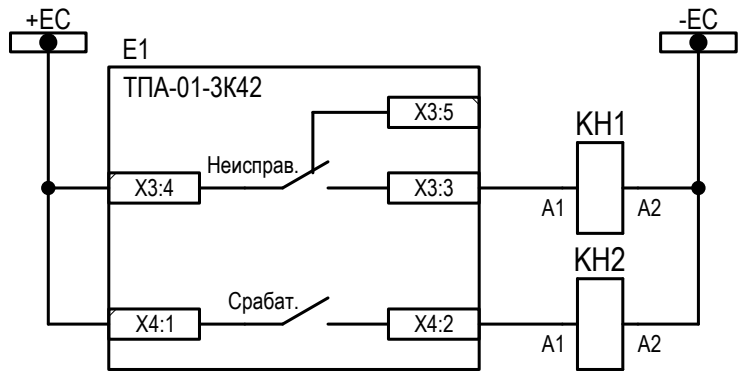 +EC
-EC
E1
ТПА-01-3К42
X3:5
KH1
Неисправ.
X3:4
X3:3
A1
A2
KH2
Срабат.
X4:1
X4:2
A1
A2